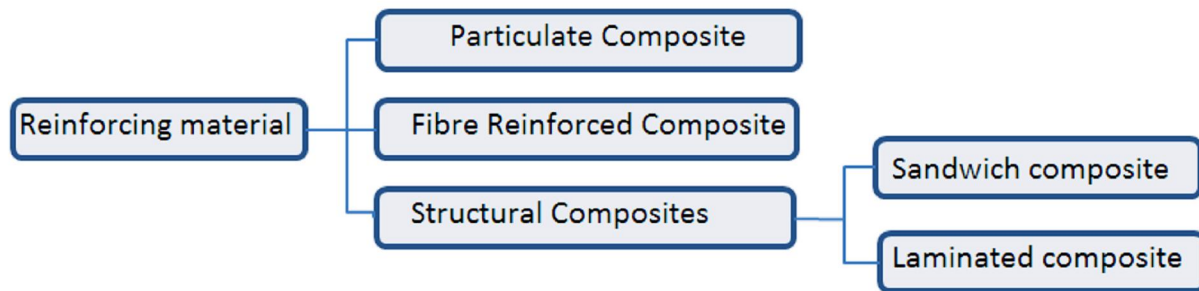 Particulate Composite
Reinforcing material
Fibre Reinforced Composite
Structural Composites
Sandwich composite
Laminated composite